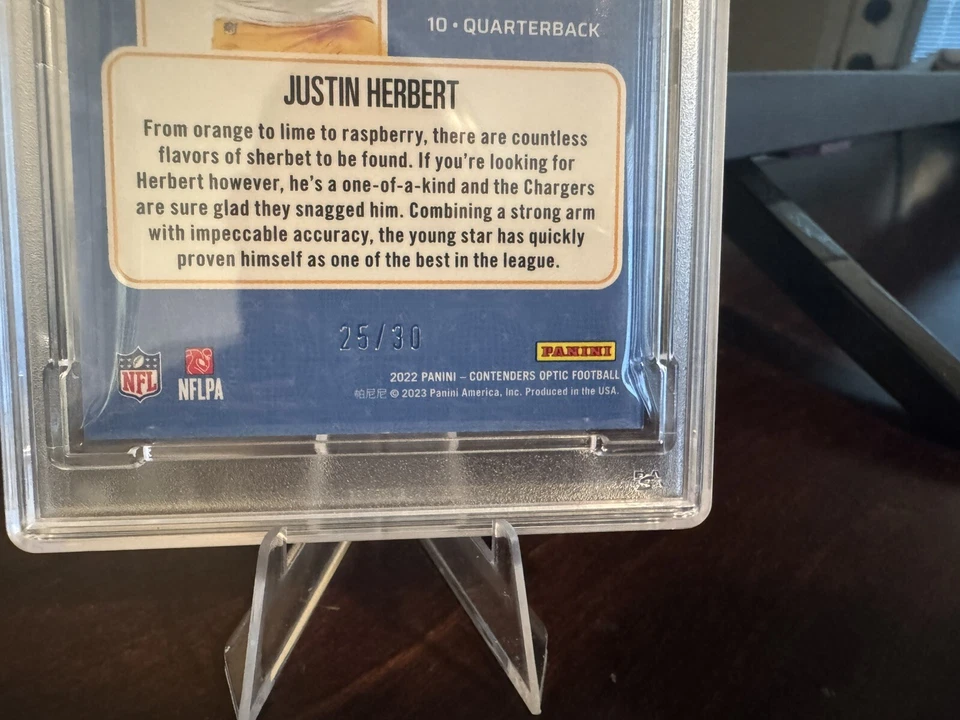 10 • QUARTERBACK
JUSTIN HERBERT
From orange to lime to raspberry, there are countless
flavors of sherbet to be found. If you're looking for
Herbert however, he's a one-of-a-kind and the Chargers
are sure glad they snagged him. Combining a strong arm
with impeccable accuracy, the young star has quickly
proven himself as one of the best in the league.
25/30
NFL
NFLPA
PANINI
2022 PANINI – CONTENDERS OPTIC FOOTBALL
帕尼尼 © 2023 Panini America, Inc. Produced in the USA.